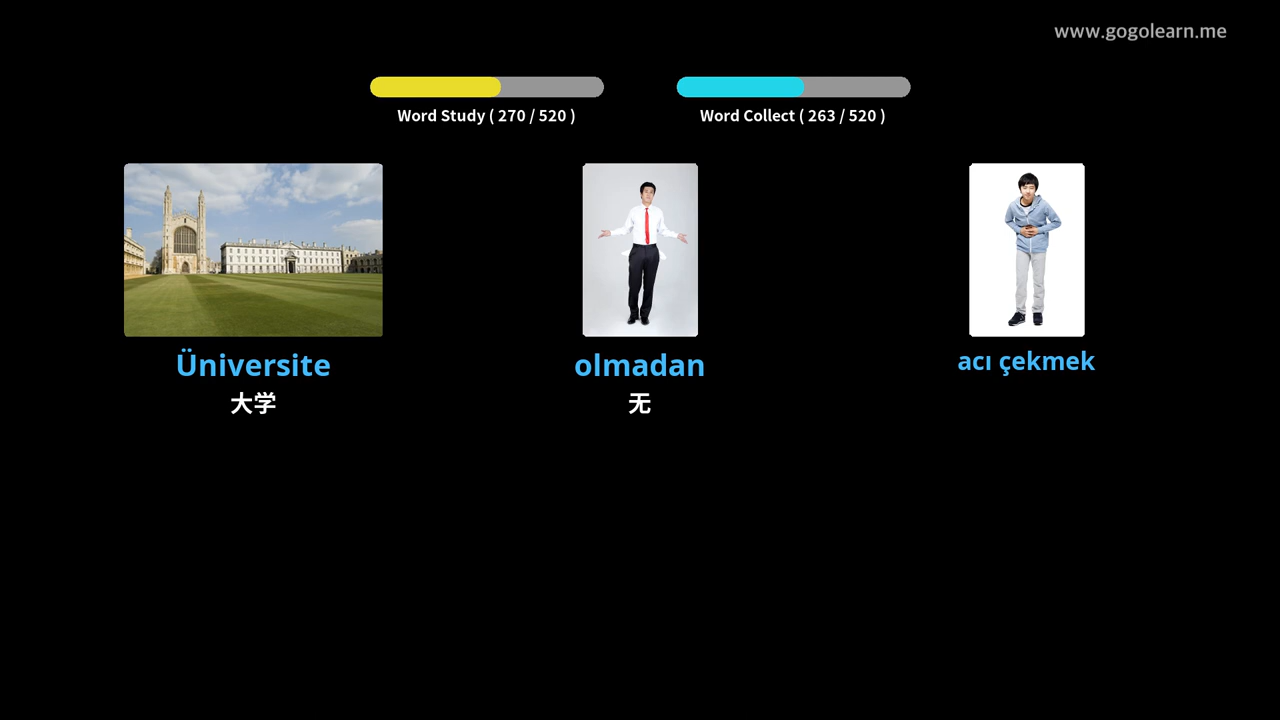 www.gogolearn.me
Word Study ( 270 / 520 )
Word Collect ( 263 / 520 )
Üniversite
大学
olmadan
无
acı çekmek